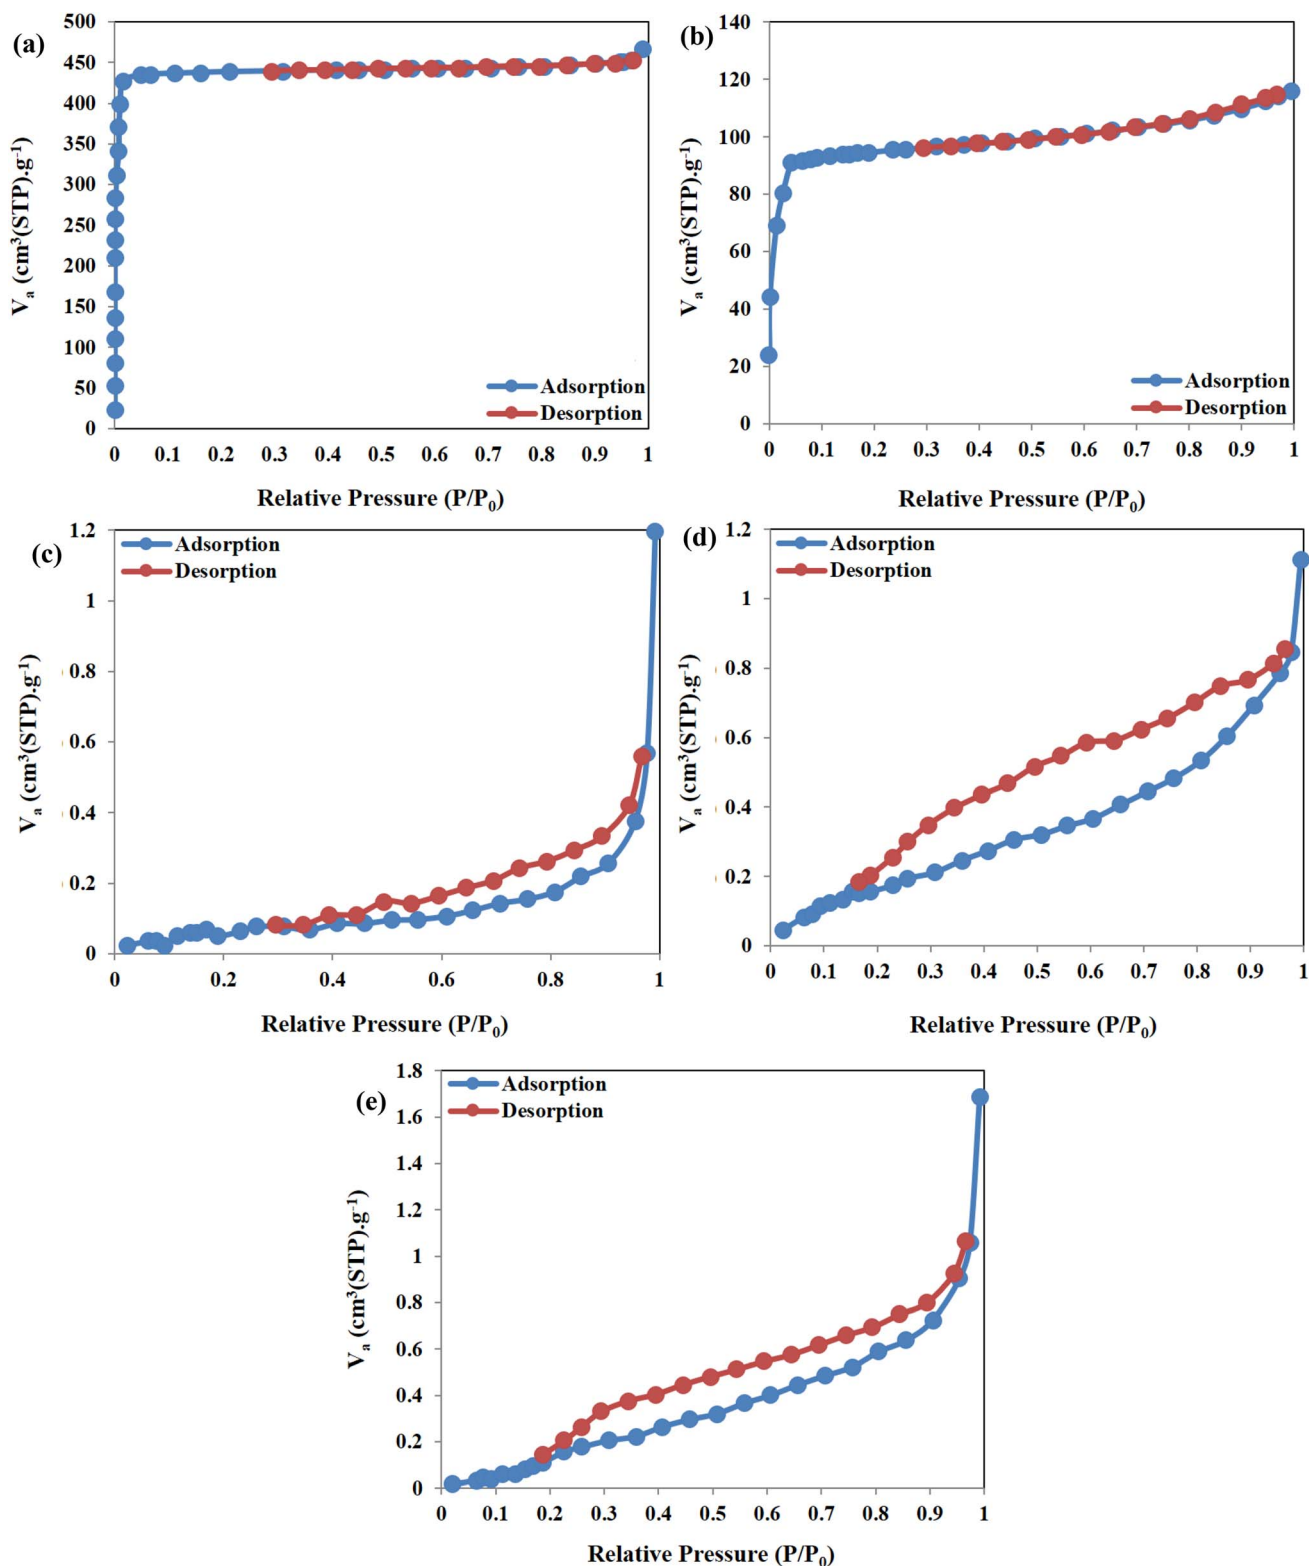 (a)
500
450
400
350
300
250
200
150
100
50
0
V_a (cm³(STP).g⁻¹)
Adsorption
Desorption
0 0.1 0.2 0.3 0.4 0.5 0.6 0.7 0.8 0.9 1
Relative Pressure (P/P₀)
(b)
140
120
100
80
60
40
20
0
V_a (cm³(STP).g⁻¹)
Adsorption
Desorption
0 0.1 0.2 0.3 0.4 0.5 0.6 0.7 0.8 0.9 1
Relative Pressure (P/P₀)
(c)
1.2
1
0.8
0.6
0.4
0.2
0
V_a (cm³(STP).g⁻¹)
Adsorption
Desorption
0 0.2 0.4 0.6 0.8 1
Relative Pressure (P/P₀)
(d)
1.2
1
0.8
0.6
0.4
0.2
0
V_a (cm³(STP).g⁻¹)
Adsorption
Desorption
0 0.1 0.2 0.3 0.4 0.5 0.6 0.7 0.8 0.9 1
Relative Pressure (P/P₀)
(e)
1.8
1.6
1.4
1.2
1
0.8
0.6
0.4
0.2
0
V_a (cm³(STP).g⁻¹)
Adsorption
Desorption
0 0.1 0.2 0.3 0.4 0.5 0.6 0.7 0.8 0.9 1
Relative Pressure (P/P₀)